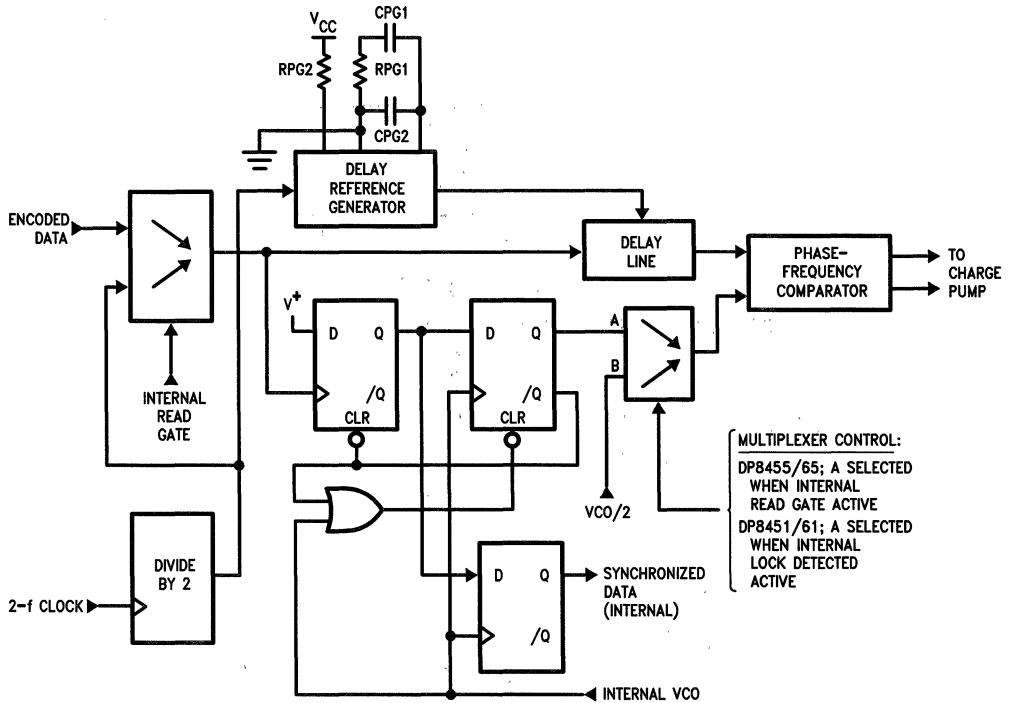 VCC
CPG1
RPG2
RPG1
CPG2
DELAY
REFERENCE
GENERATOR
ENCODED
DATA
DELAY
LINE
PHASE–
FREQUENCY
COMPARATOR
TO
CHARGE
PUMP
INTERNAL
READ
GATE
V+
D
Q
/Q
CLR
D
Q
/Q
CLR
A
B
VCO/2
MULTIPLEXER CONTROL:
DP8455/65; A SELECTED
WHEN INTERNAL
READ GATE ACTIVE
DP8451/61; A SELECTED
WHEN INTERNAL
LOCK DETECTED
ACTIVE
DIVIDE
BY 2
2–f CLOCK
D
Q
/Q
SYNCHRONIZED
DATA
(INTERNAL)
INTERNAL VCO